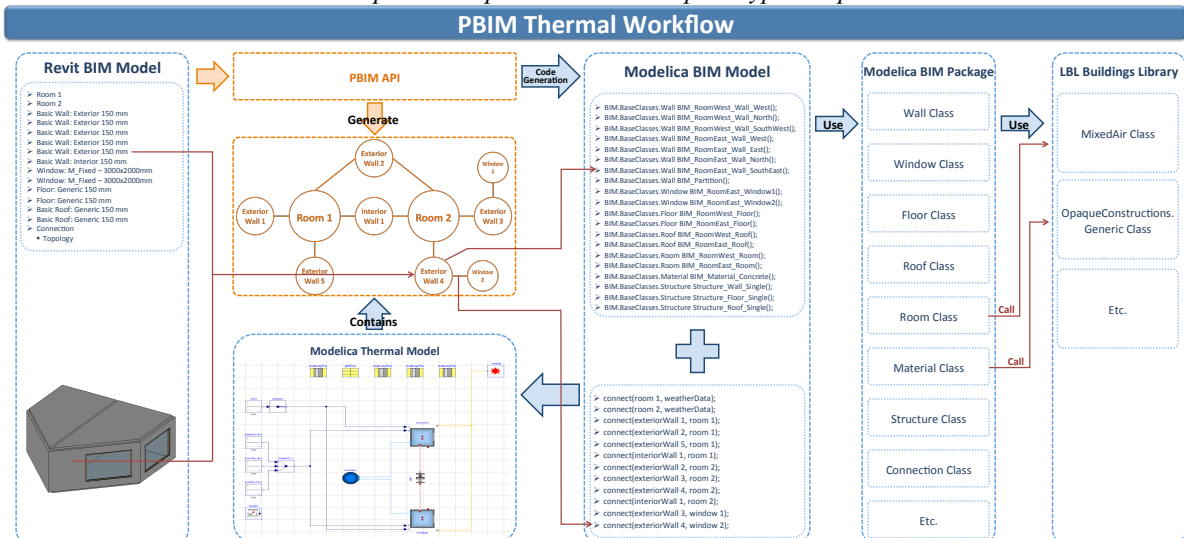 PBIM Thermal Workflow
Revit BIM Model
Room 1
Room 2
Basic Wall: Exterior 150 mm
Basic Wall: Exterior 150 mm
Basic Wall: Exterior 150 mm
Basic Wall: Exterior 150 mm
Basic Wall: Exterior 150 mm
Basic Wall: Interior 150 mm
Window: M_Fixed – 3000x2000mm
Window: M_Fixed – 3000x2000mm
Floor: Generic 150 mm
Floor: Generic 150 mm
Basic Roof: Generic 150 mm
Basic Roof: Generic 150 mm
Connection
Topology
PBIM API
Generate
Exterior
Wall 2
Window
1
Exterior
Wall 1
Room 1
Interior
Wall 1
Room 2
Exterior
Wall 3
Exterior
Wall 5
Exterior
Wall 4
Window
2
Contains
Modelica Thermal Model
Code
Generation
Modelica BIM Model
BIM.BaseClasses.Wall BIM_RoomWest_Wall_West();
BIM.BaseClasses.Wall BIM_RoomWest_Wall_North();
BIM.BaseClasses.Wall BIM_RoomWest_Wall_SouthWest();
BIM.BaseClasses.Wall BIM_RoomEast_Wall_West();
BIM.BaseClasses.Wall BIM_RoomEast_Wall_East();
BIM.BaseClasses.Wall BIM_RoomEast_Wall_North();
BIM.BaseClasses.Wall BIM_RoomEast_Wall_SouthEast();
BIM.BaseClasses.Wall BIM_Partition();
BIM.BaseClasses.Window BIM_RoomEast_Window1();
BIM.BaseClasses.Window BIM_RoomEast_Window2();
BIM.BaseClasses.Floor BIM_RoomWest_Floor();
BIM.BaseClasses.Floor BIM_RoomEast_Floor();
BIM.BaseClasses.Roof BIM_RoomWest_Roof();
BIM.BaseClasses.Roof BIM_RoomEast_Roof();
BIM.BaseClasses.Room BIM_RoomWest_Room();
BIM.BaseClasses.Room BIM_RoomEast_Room();
BIM.BaseClasses.Material BIM_Material_Concrete();
BIM.BaseClasses.Structure Structure_Wall_Single();
BIM.BaseClasses.Structure Structure_Floor_Single();
BIM.BaseClasses.Structure Structure_Roof_Single();
connect(room 1, weatherData);
connect(room 2, weatherData);
connect(exteriorWall 1, room 1);
connect(exteriorWall 2, room 1);
connect(exteriorWall 5, room 1);
connect(interiorWall 1, room 1);
connect(exteriorWall 2, room 2);
connect(exteriorWall 3, room 2);
connect(exteriorWall 4, room 2);
connect(interiorWall 1, room 2);
connect(exteriorWall 3, window 1);
connect(exteriorWall 4, window 2);
Use
Modelica BIM Package
Wall Class
Window Class
Floor Class
Roof Class
Room Class
Material Class
Structure Class
Connection Class
Etc.
Use
Call
Call
LBL Buildings Library
MixedAir Class
OpaqueConstructions.
Generic Class
Etc.